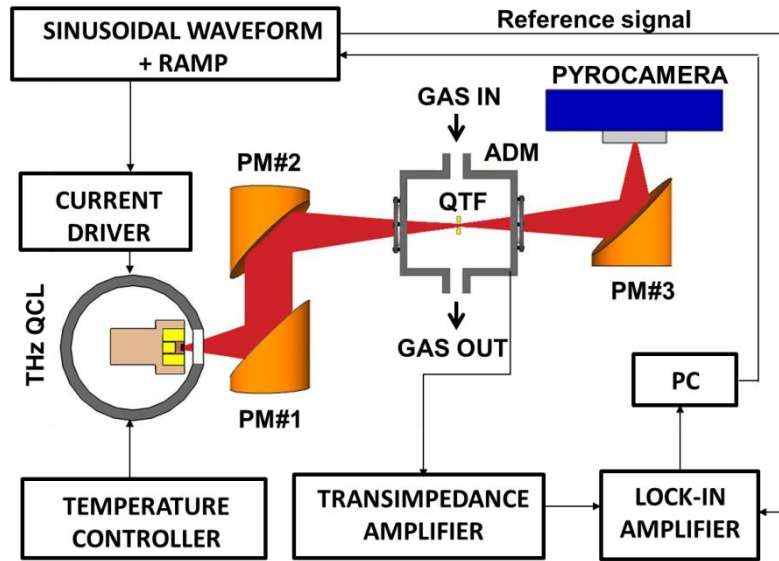 SINUSOIDAL WAVEFORM
+ RAMP
Reference signal
PYROCAMERA
GAS IN
ADM
PM#2
QTF
CURRENT
DRIVER
THz QCL
PM#3
GAS OUT
PM#1
PC
TEMPERATURE
CONTROLLER
TRANSIMPEDANCE
AMPLIFIER
LOCK-IN
AMPLIFIER